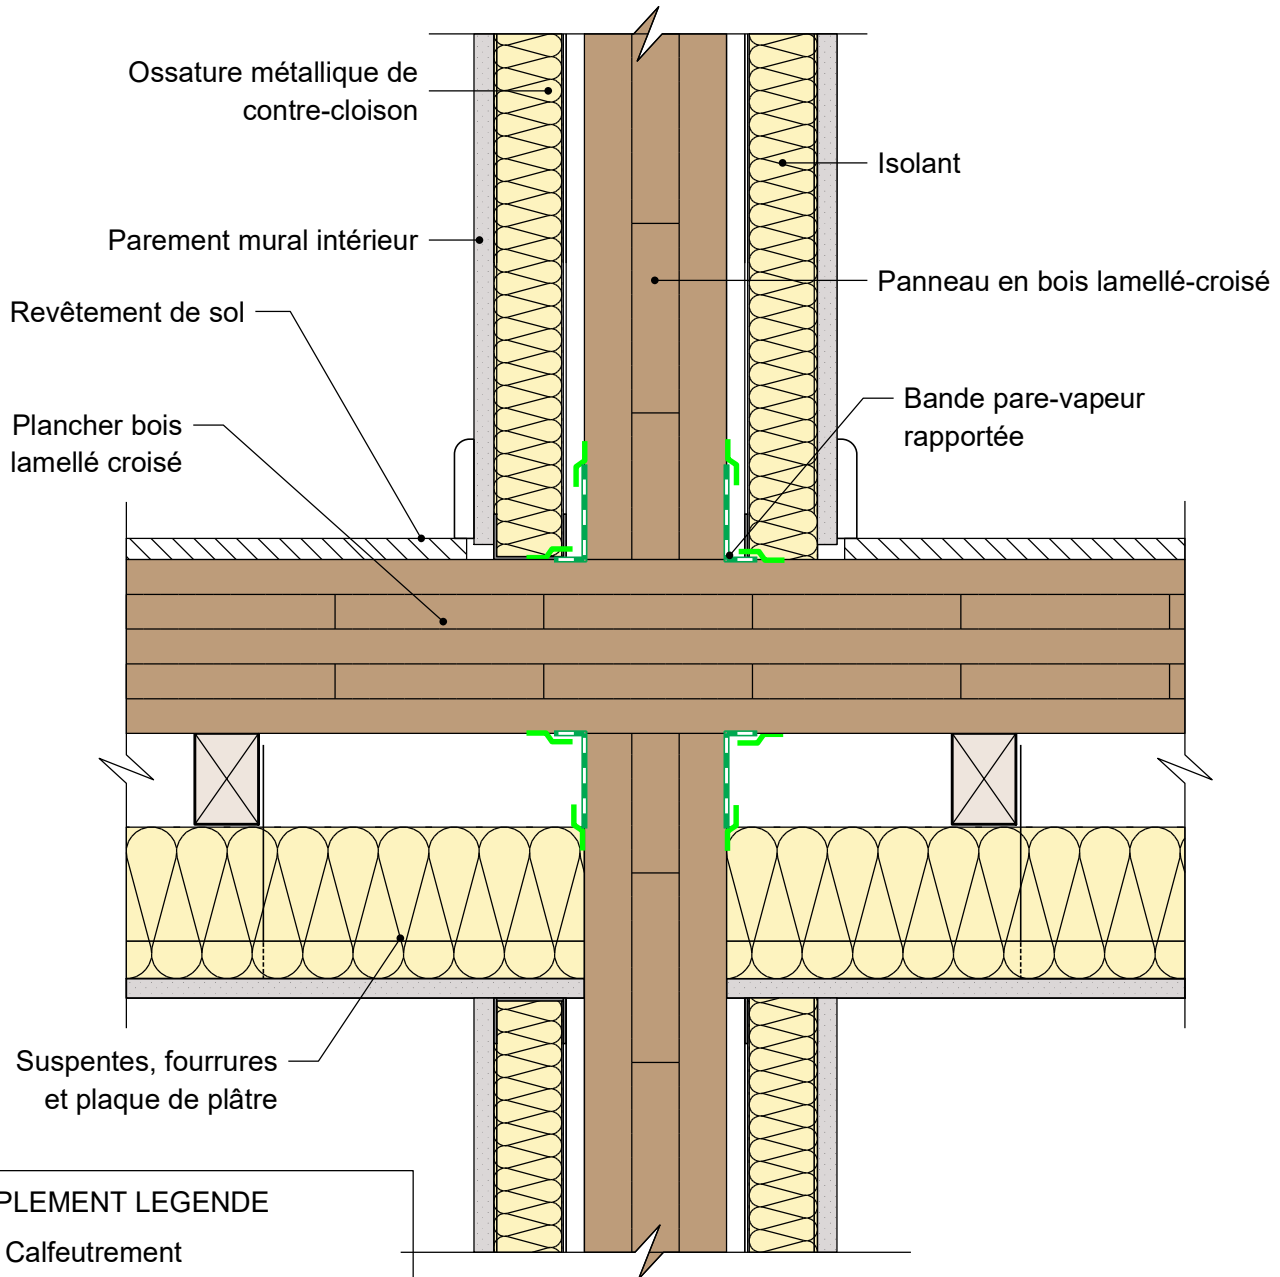 Ossature métallique de
contre-cloison
Isolant
Parement mural intérieur
Panneau en bois lamellé-croisé
Revêtement de sol
Bande pare-vapeur
rapportée
Plancher bois
lamellé croisé
Suspentes, fourrures
et plaque de plâtre
PLEMENT LEGENDE
Calfeutrement